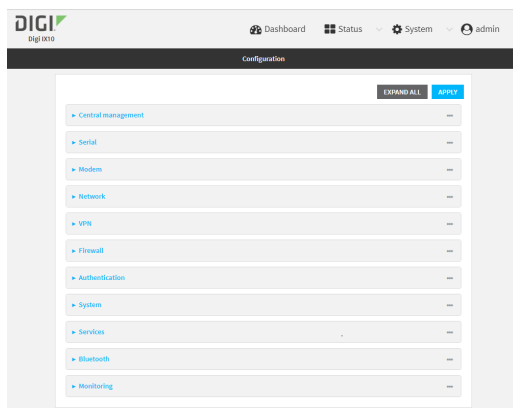 DIGI
Digi IX10
Dashboard
Status
System
admin
Configuration
EXPAND ALL
APPLY
Central management
Serial
Modem
Network
VPN
Firewall
Authentication
System
Services
Bluetooth
Monitoring